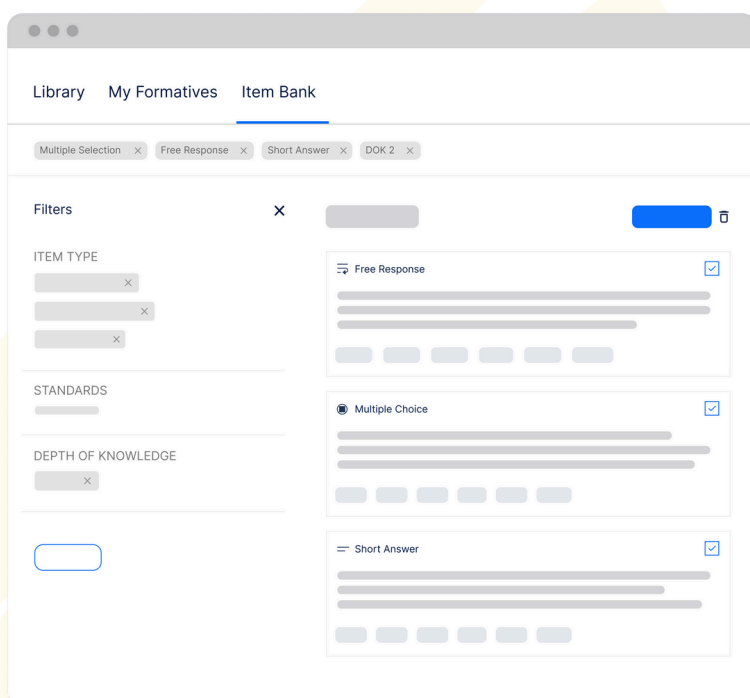 Library My Formatives Item Bank
Multiple Selection × Free Response × Short Answer × DOK 2 ×
Filters
ITEM TYPE
STANDARDS
DEPTH OF KNOWLEDGE
Free Response
Multiple Choice
Short Answer